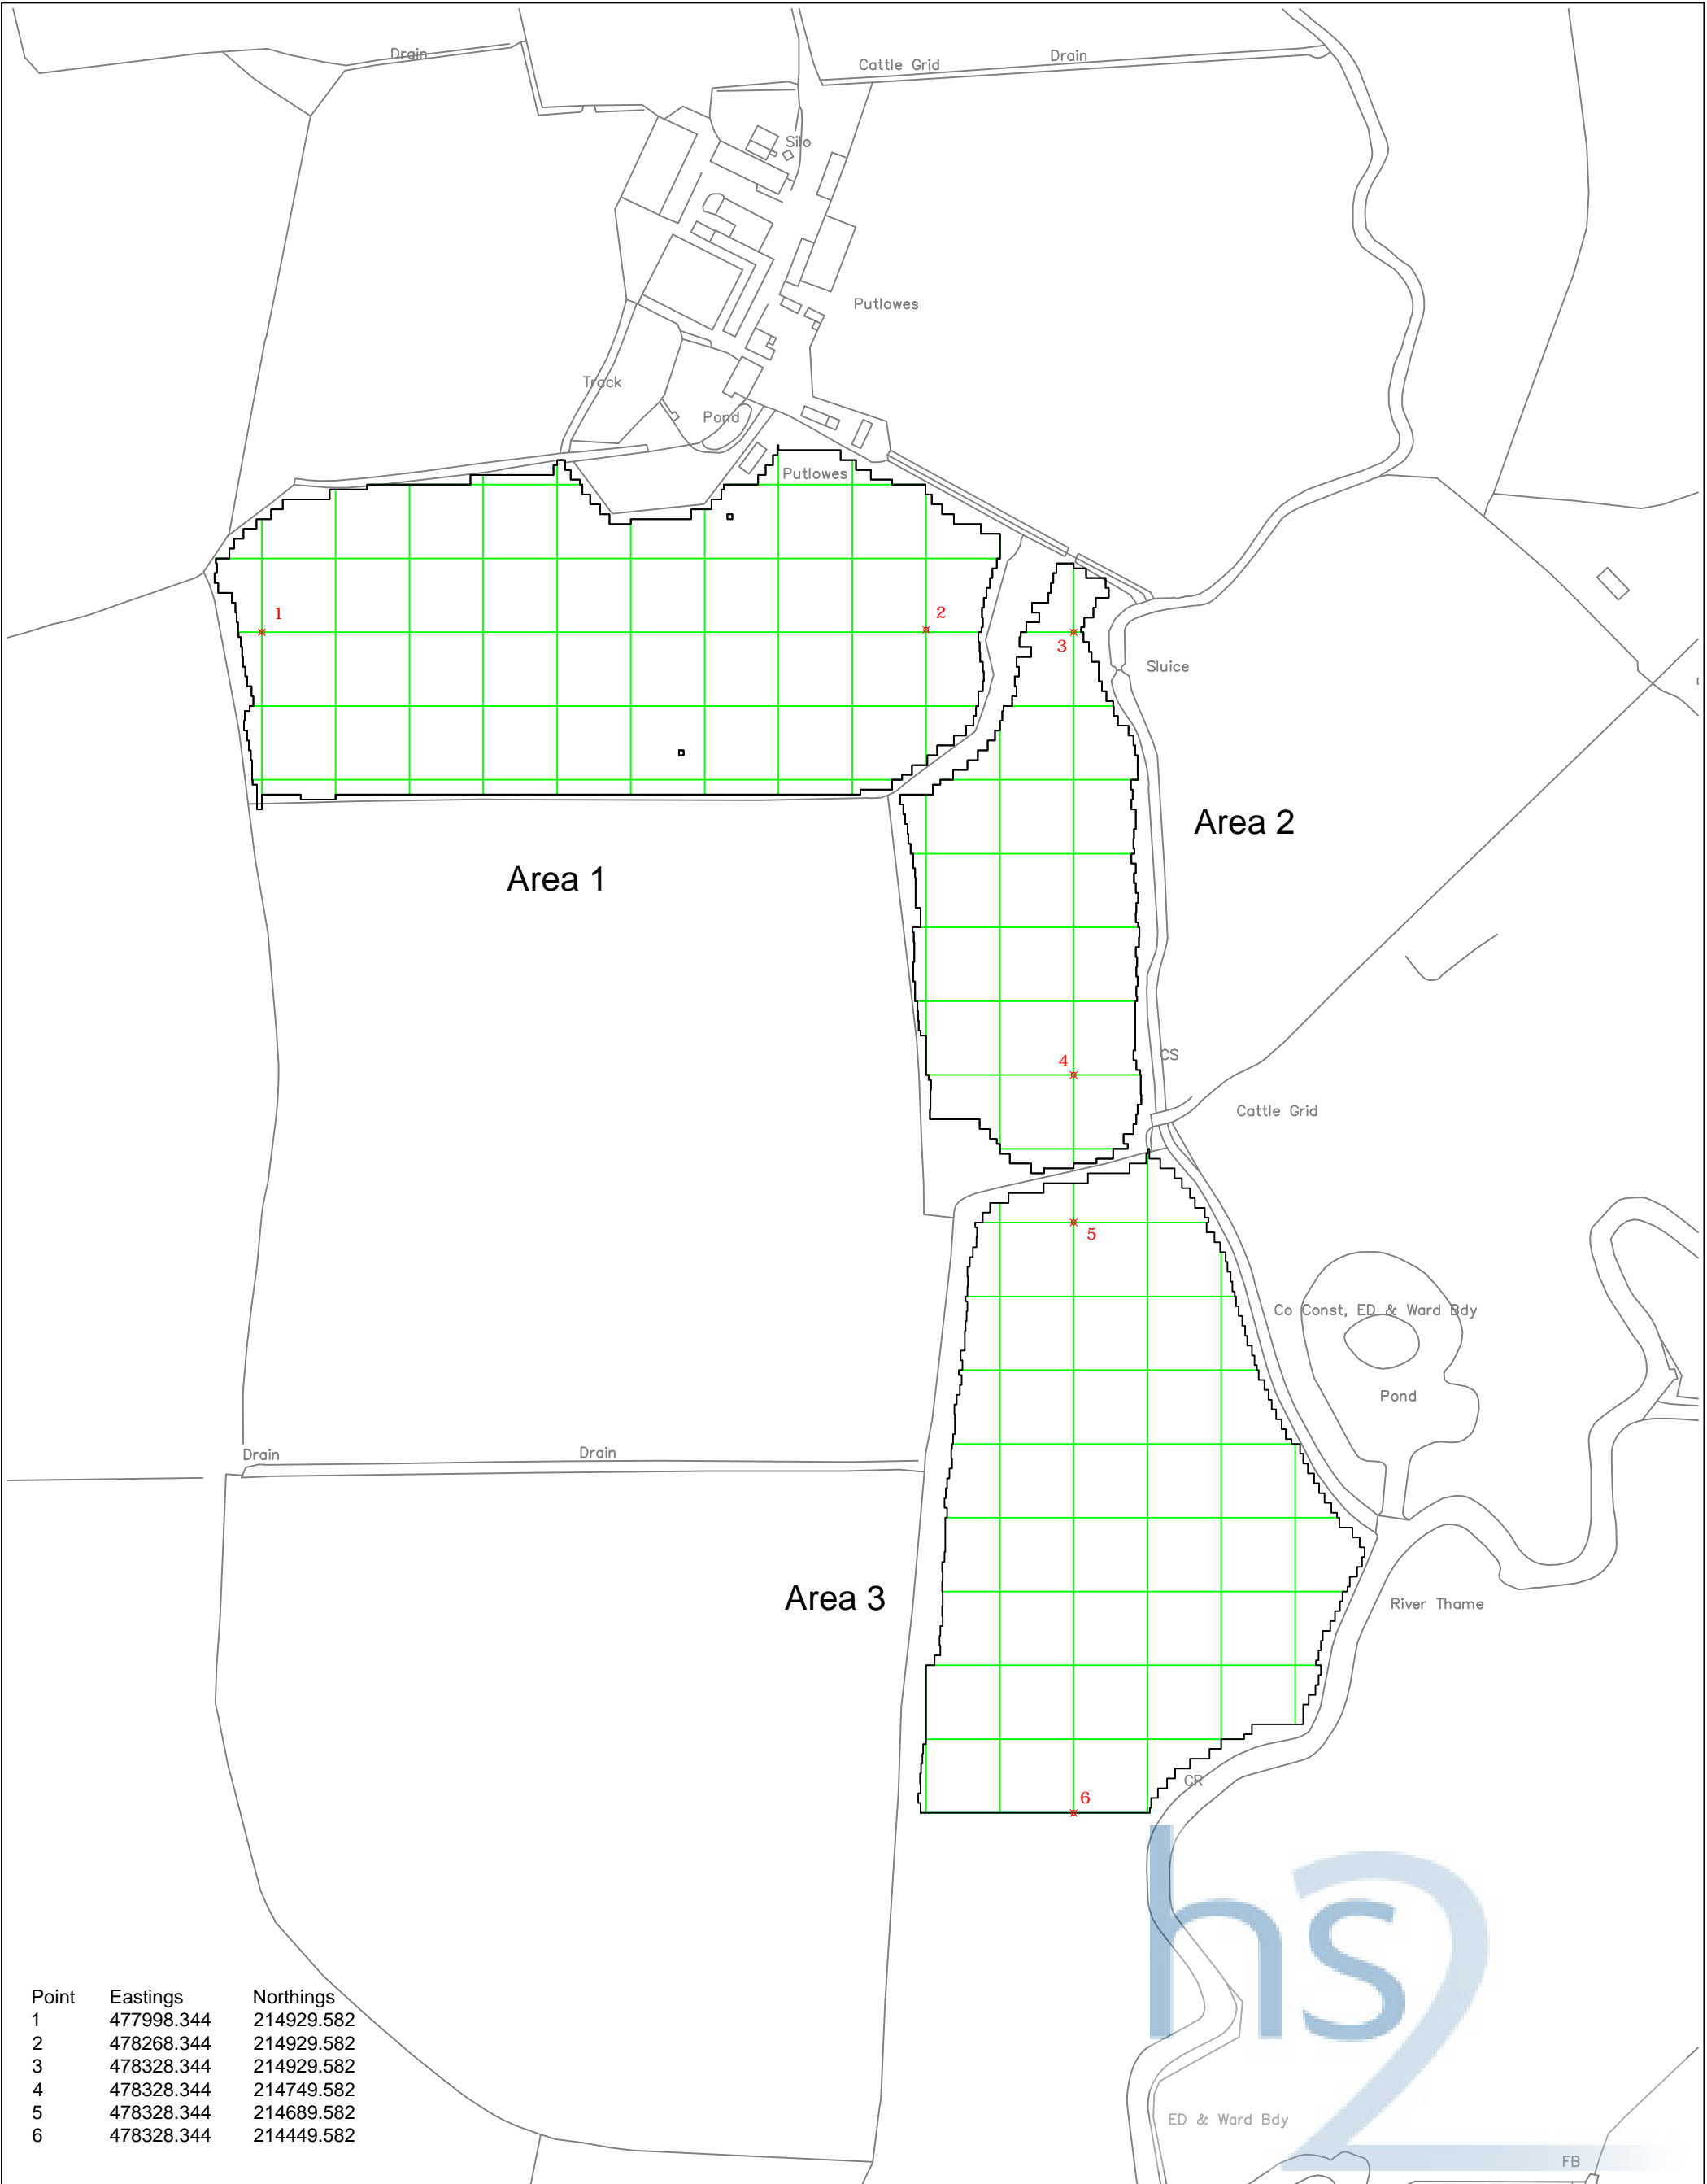 Drain
Cattle Grid
Drain
Silo
Putlowes
Track
Pond
Putlowes
1
2
3
Sluice
Area 2
Area 1
4
CS
Cattle Grid
5
Co Const, ED & Ward Bdy
Pond
Drain
Drain
Area 3
River Thame
CR
6
hs2
Point Eastings Northings
1 477998.344 214929.582
2 478268.344 214929.582
3 478328.344 214929.582
4 478328.344 214749.582
5 478328.344 214689.582
6 478328.344 214449.582
ED & Ward Bdy
FB